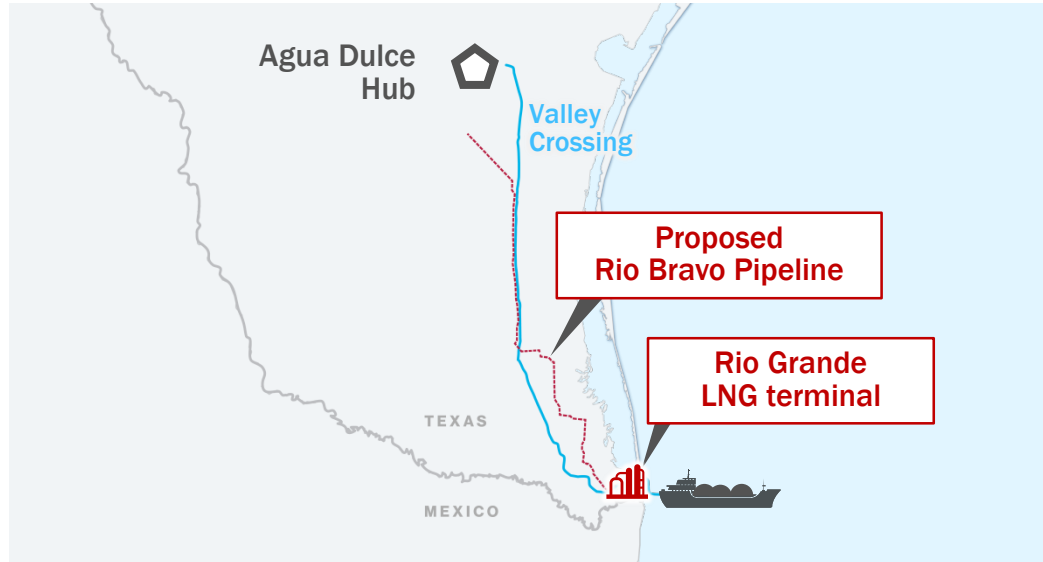 Agua Dulce
Hub
Valley
Crossing
Proposed
Rio Bravo Pipeline
Rio Grande
LNG terminal
TEXAS
MEXICO